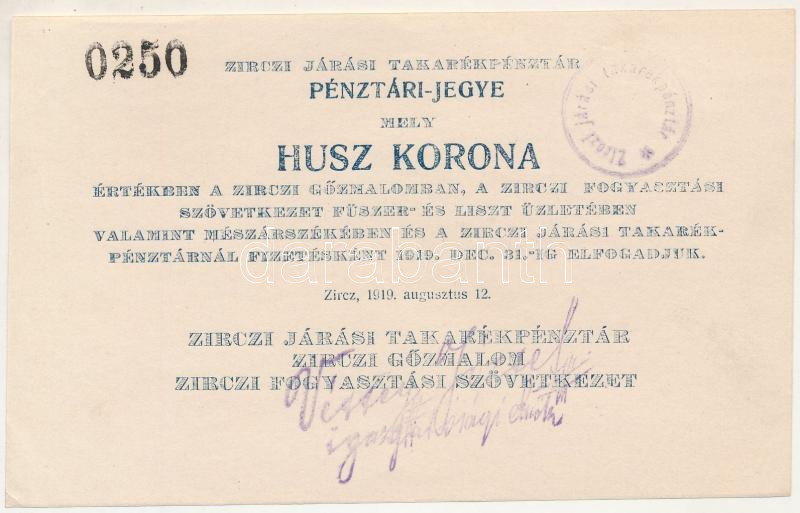 0250
ZIRCZI JÁRÁSI TAKARÉKPÉNZTÁR
PÉNZTÁRI-JEGYE
MELY
HUSZ KORONA
ÉRTÉKBEN A ZIRCZI GŐZMALOMBAN, A ZIRCZI FOGYASZTÁSI
SZÖVETKEZET FÜSZER- ÉS LISZT ÜZLETÉBEN
VALAMINT MÉSZÁRSZÉKÉBEN ÉS A ZIRCZI JÁRÁSI TAKARÉK-
PÉNZTÁRNÁL FIZETÉSKÉNT 1919. DEC. 31.-IG ELFOGADJUK.
Zircz, 1919. augusztus 12.
ZIRCZI JÁRÁSI TAKARÉKPÉNZTÁR
ZIRCZI GŐZMALOM
ZIRCZI FOGYASZTÁSI SZÖVETKEZET
Zirczi járási takarékpénztár
darabanth